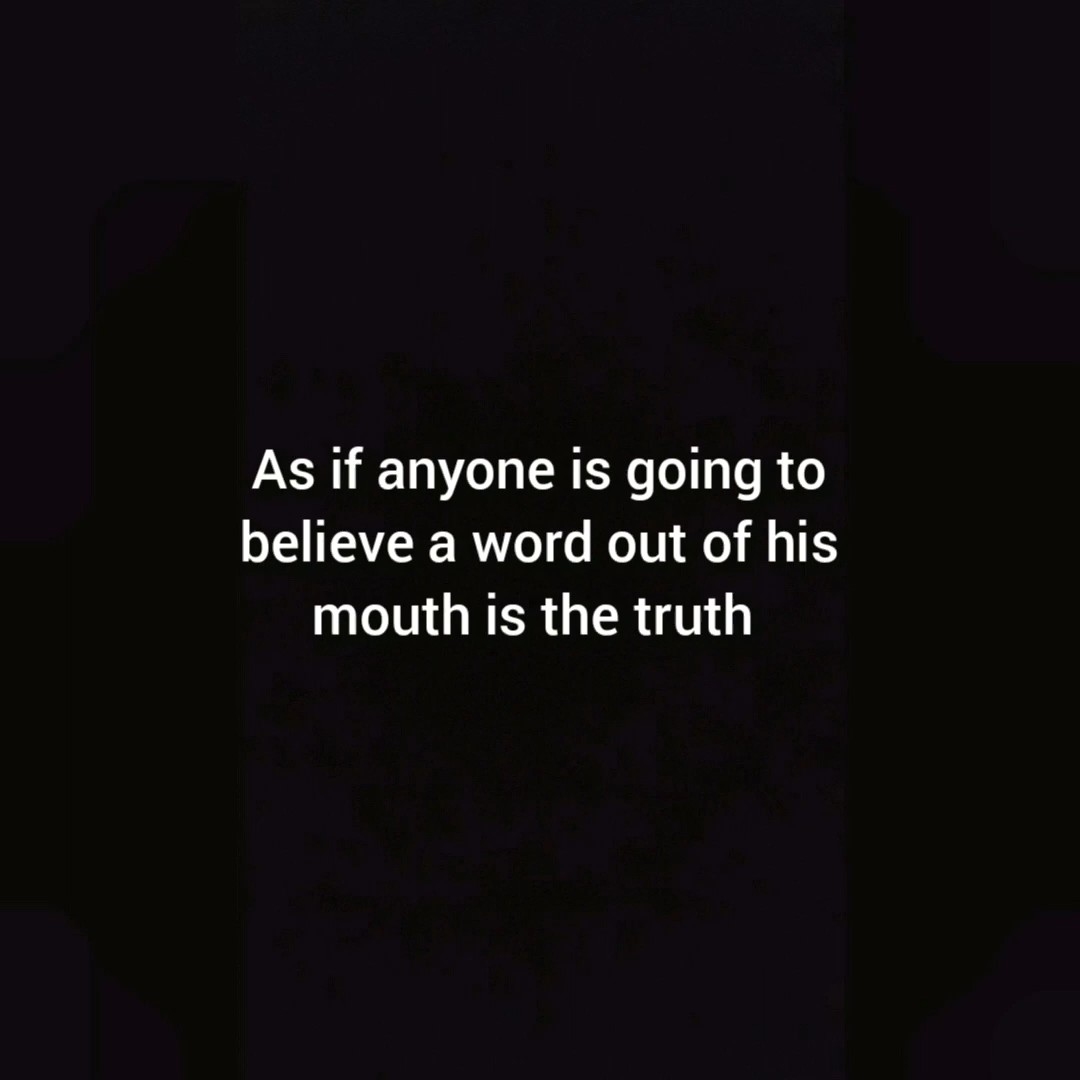 As if anyone is going to
believe a word out of his
mouth is the truth